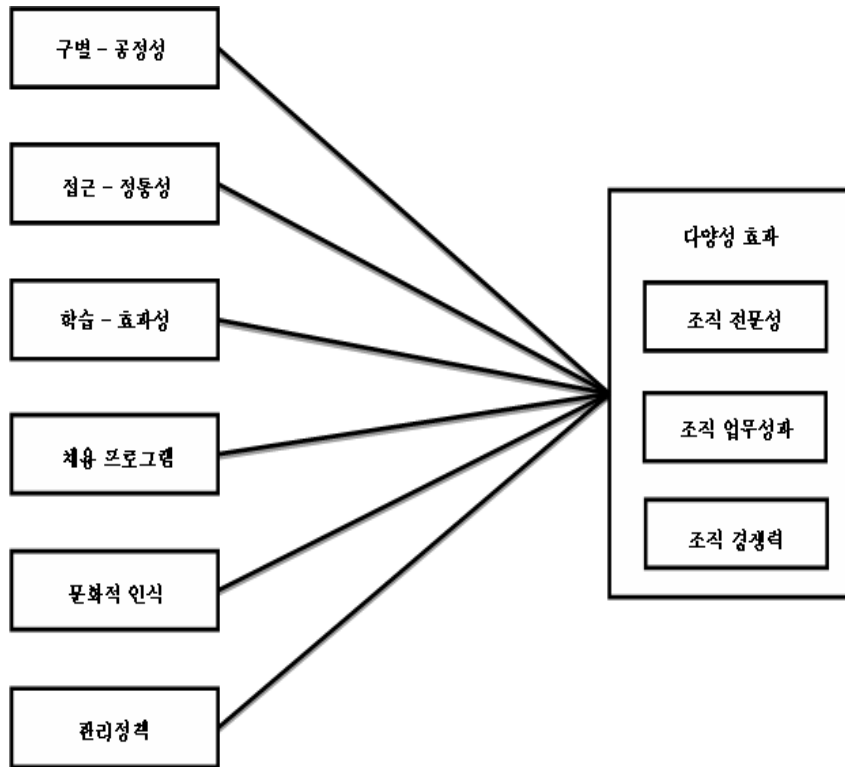 구별 - 공정성
접근 - 정통성
학습 - 효과성
채용 프로그램
문화적 인식
관리정책
다양성 효과
조직 전문성
조직 업무성과
조직 경쟁력